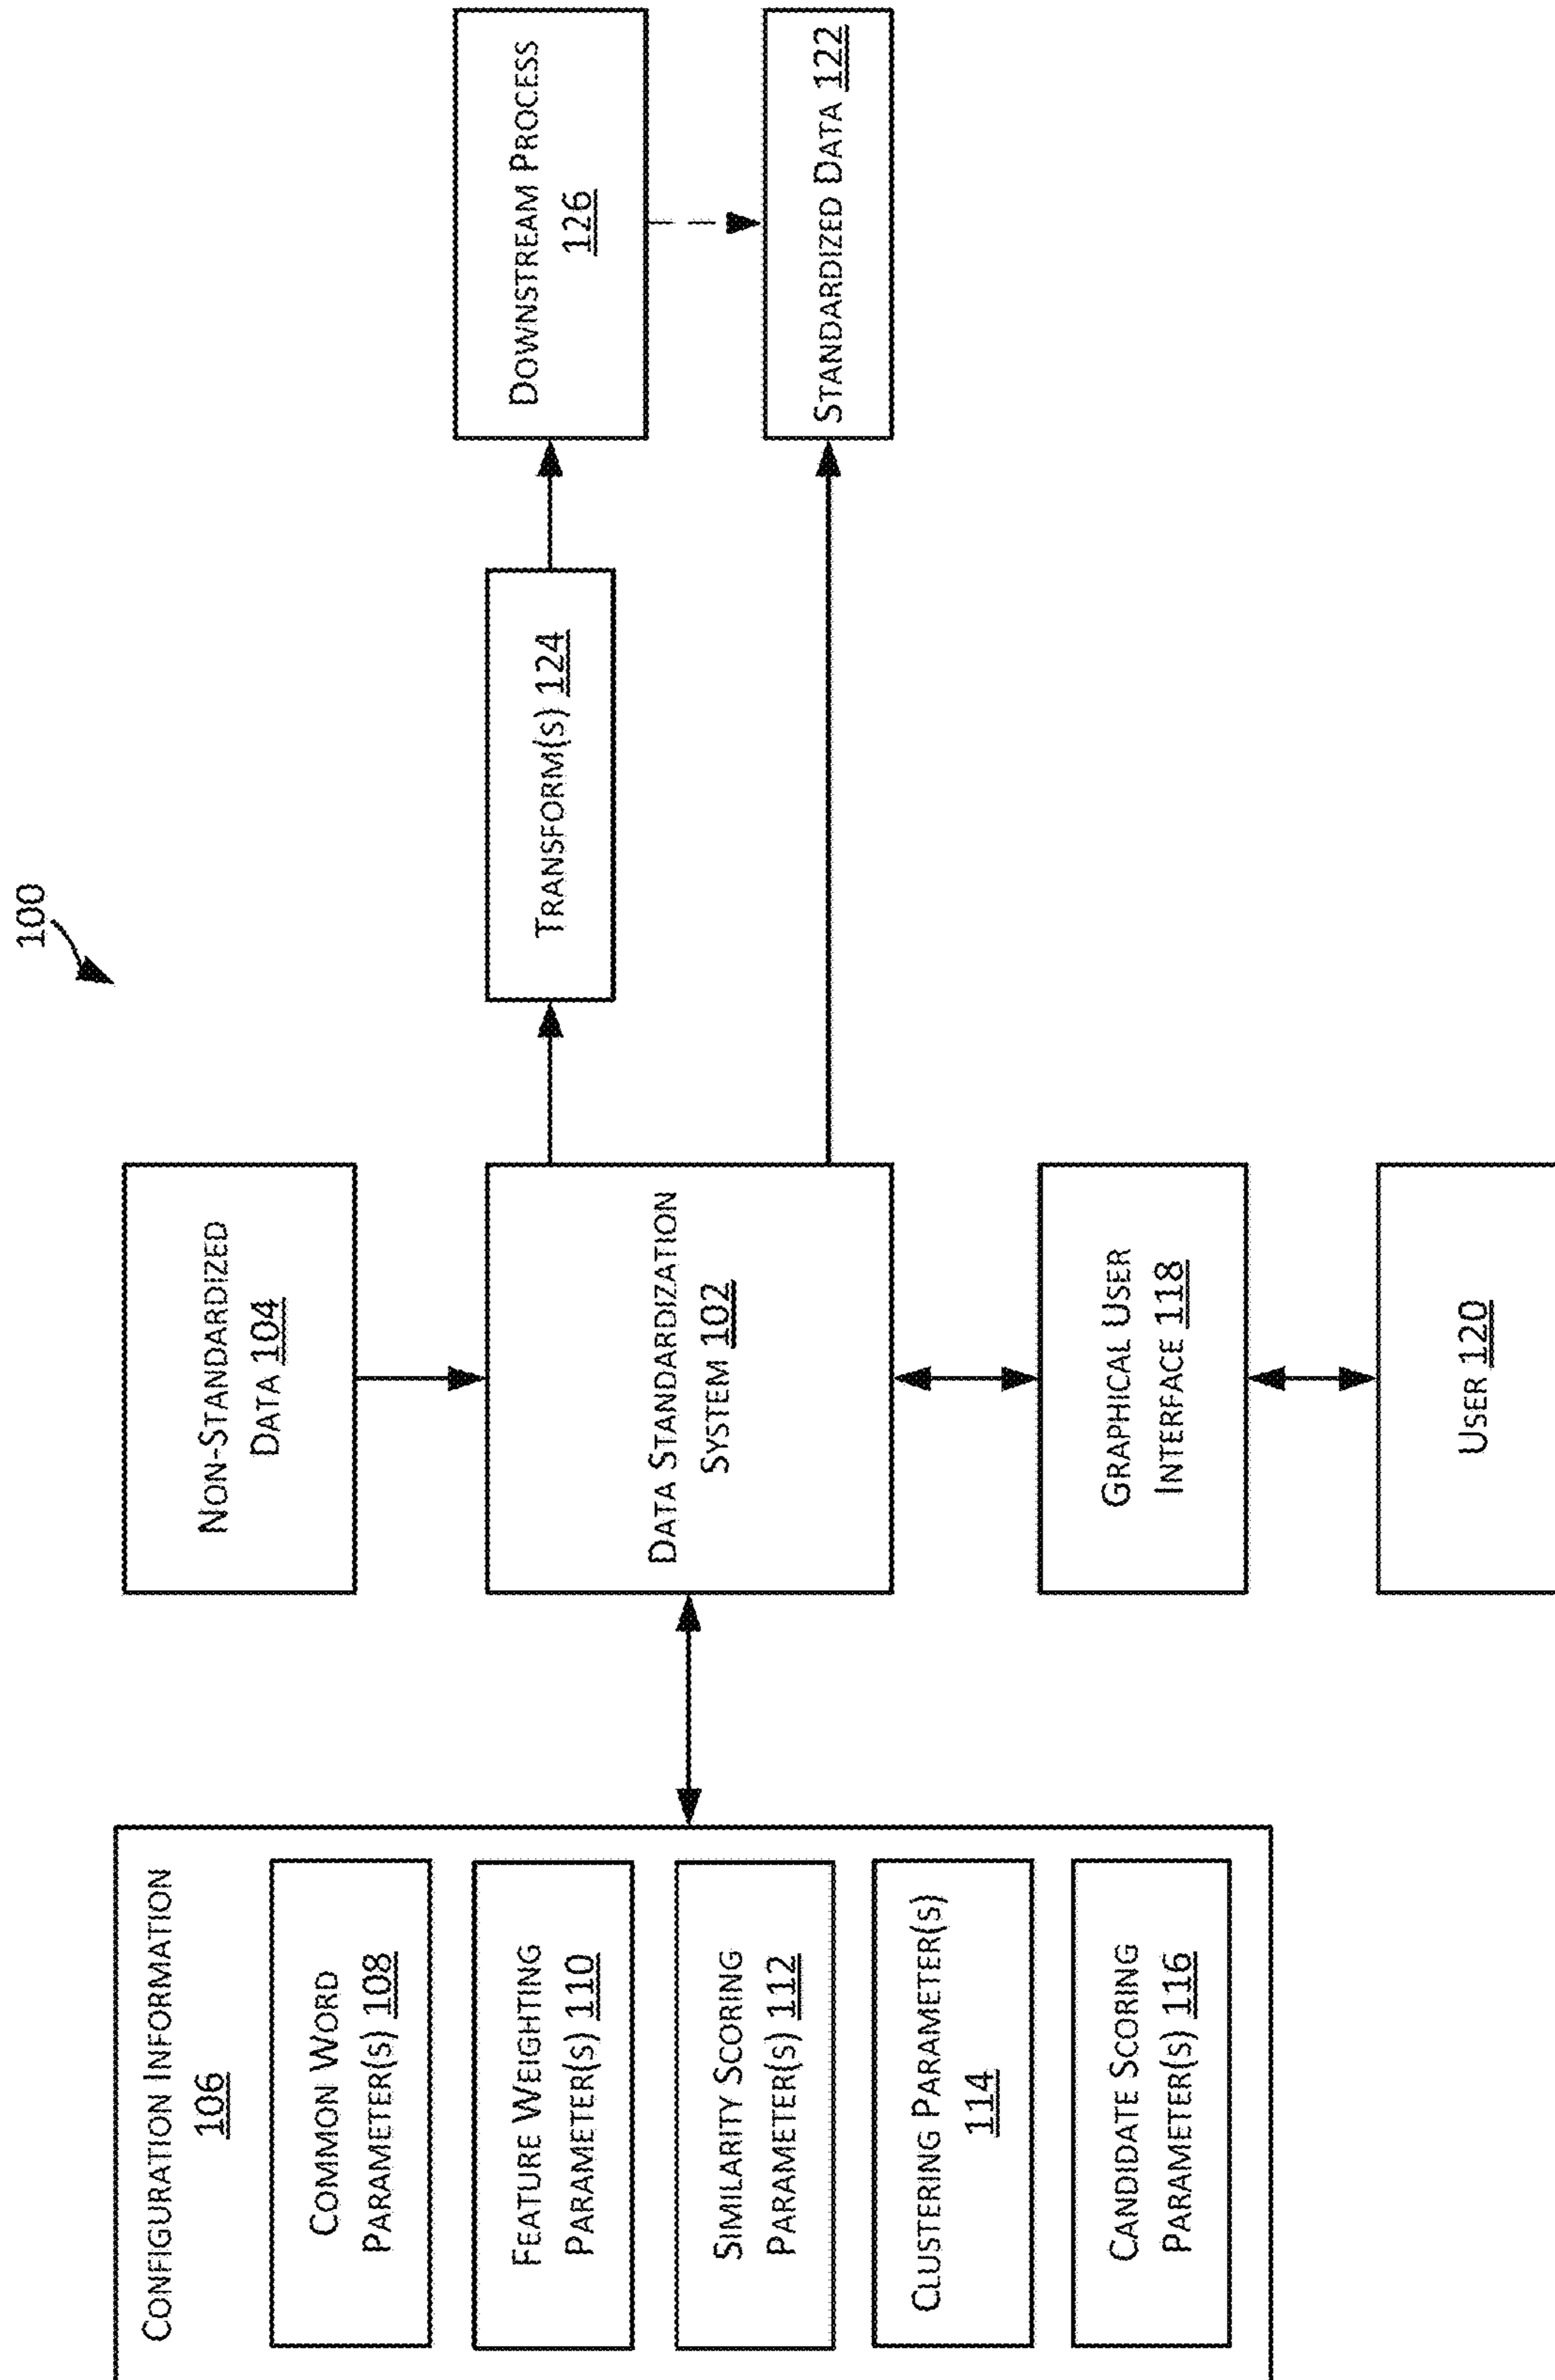 100
CONFIGURATION INFORMATION
106
COMMON WORD
PARAMETER(S) 108
FEATURE WEIGHTING
PARAMETER(S) 110
SIMILARITY SCORING
PARAMETER(S) 112
CLUSTERING PARAMETER(S)
114
CANDIDATE SCORING
PARAMETER(S) 116
NON-STANDARDIZED
DATA 104
DATA STANDARDIZATION
SYSTEM 102
GRAPHICAL USER
INTERFACE 118
USER 120
TRANSFORM(S) 124
DOWNSTREAM PROCESS
126
STANDARDIZED DATA 122